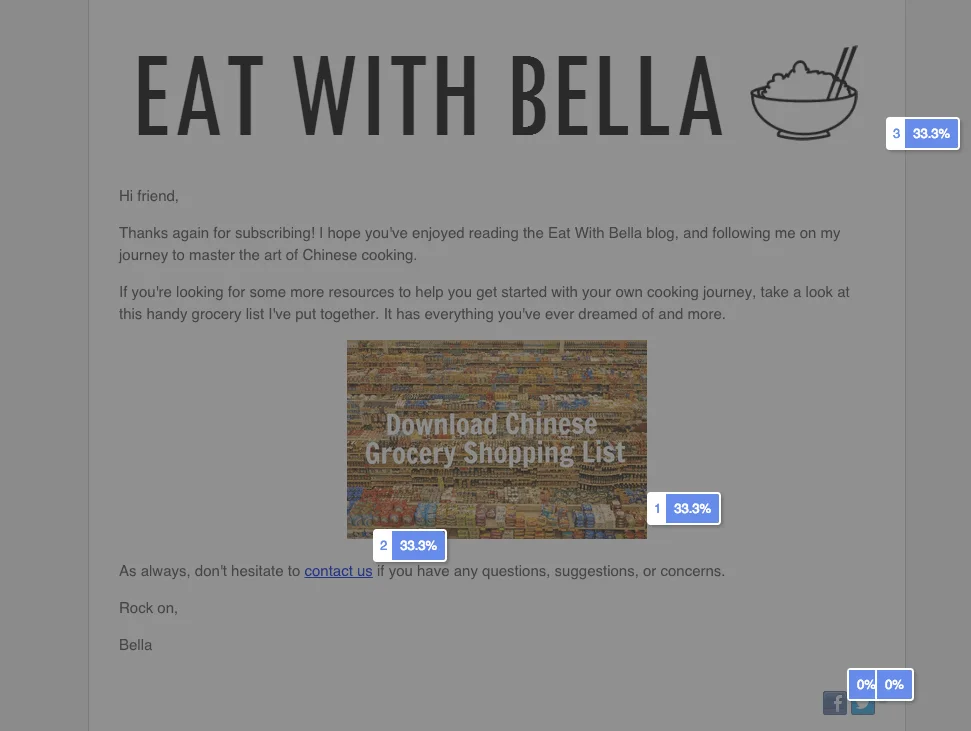 EAT WITH BELLA
3 33.3%
Hi friend,
Thanks again for subscribing! I hope you've enjoyed reading the Eat With Bella blog, and following me on my
journey to master the art of Chinese cooking.
If you're looking for some more resources to help you get started with your own cooking journey, take a look at
this handy grocery list I've put together. It has everything you've ever dreamed of and more.
Download Chinese
Grocery Shopping List
1 33.3%
2 33.3%
As always, don't hesitate to contact us if you have any questions, suggestions, or concerns.
Rock on,
Bella
0% 0%